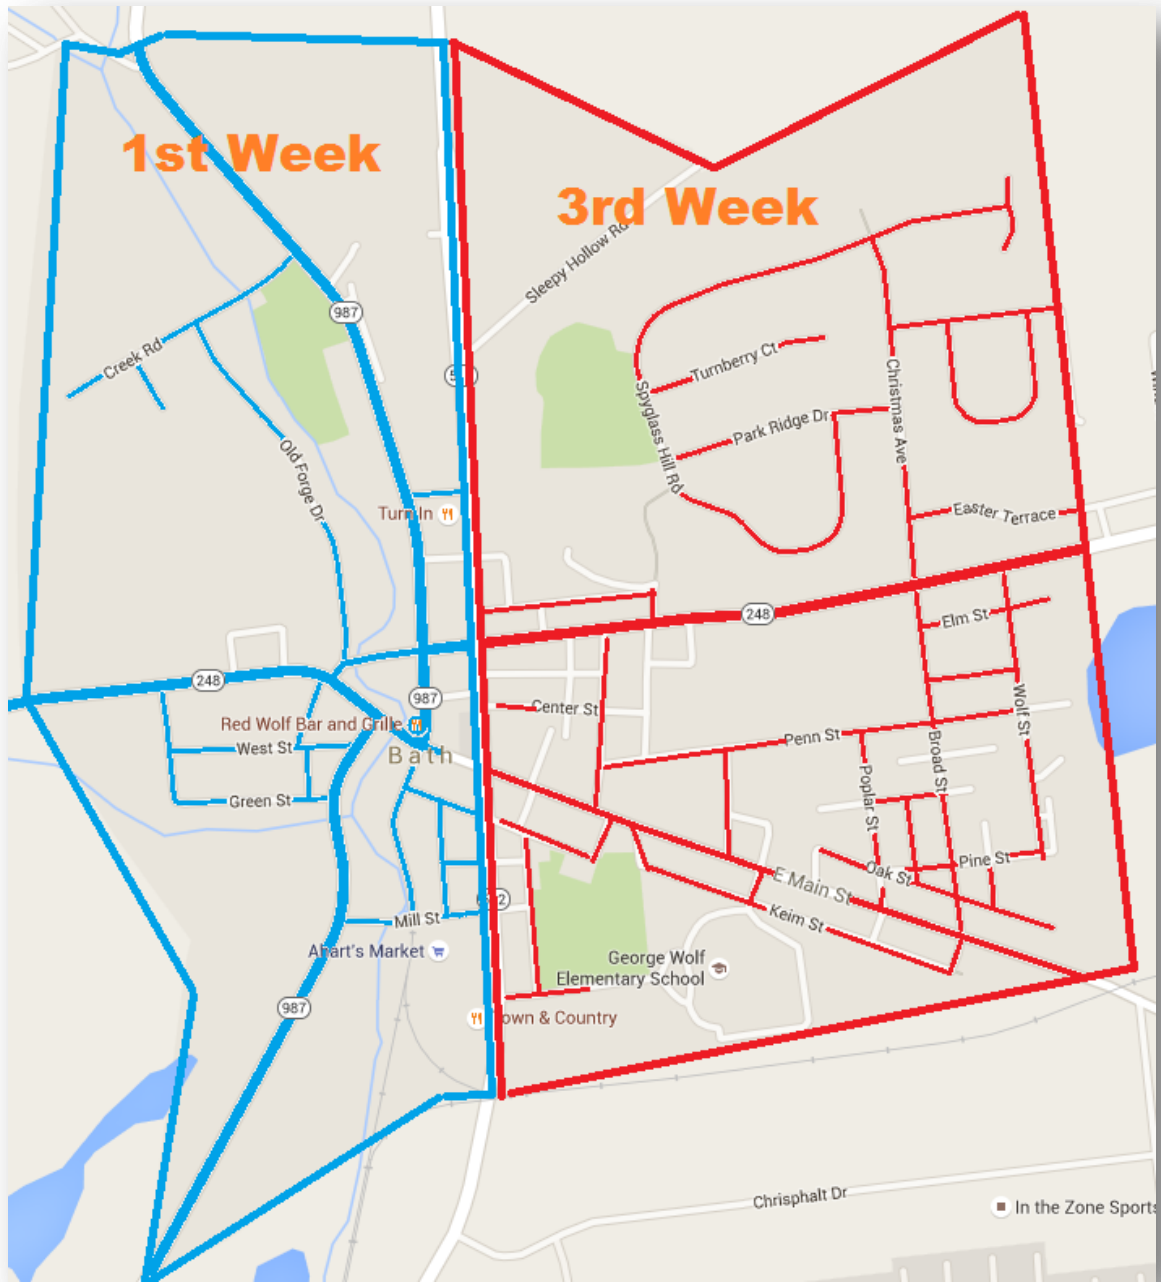 1st Week
3rd Week
Sleepy Hollow Rd
987
Creek Rd
Turnberry Ct
Christmas Ave
Spyglass Hill Rd
Park Ridge Dr
Old Forge Dr
Turn In
Easter Terrace
248
Elm St
248
987
Wolf St
Center St
Red Wolf Bar and Grille
Penn St
Broad St
West St
Bath
Poplar St
Green St
Pine St
Oak St
E Main St
Keim St
Mill St
Ahart's Market
George Wolf
Elementary School
987
Town & Country
Chrisphalt Dr
In the Zone Sports